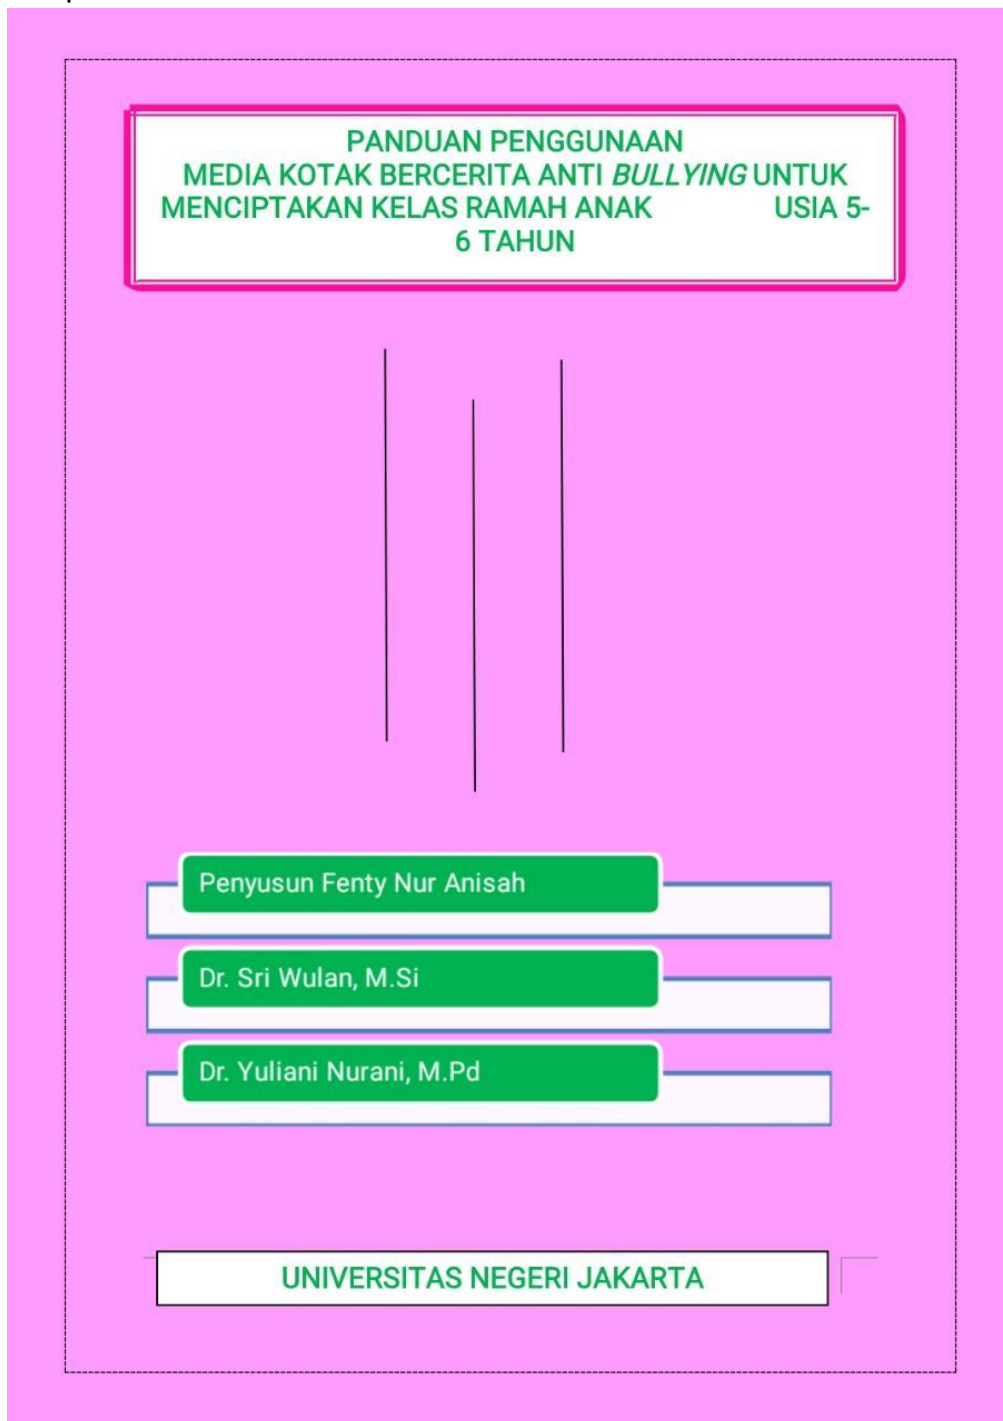 PANDUAN PENGGUNAAN
MEDIA KOTAK BERCERITA ANTI BULLYING UNTUK
MENCIPTAKAN KELAS RAMAH ANAK USIA 5-
6 TAHUN
Penyusun Fenty Nur Anisah
Dr. Sri Wulan, M.Si
Dr. Yuliani Nurani, M.Pd
UNIVERSITAS NEGERI JAKARTA